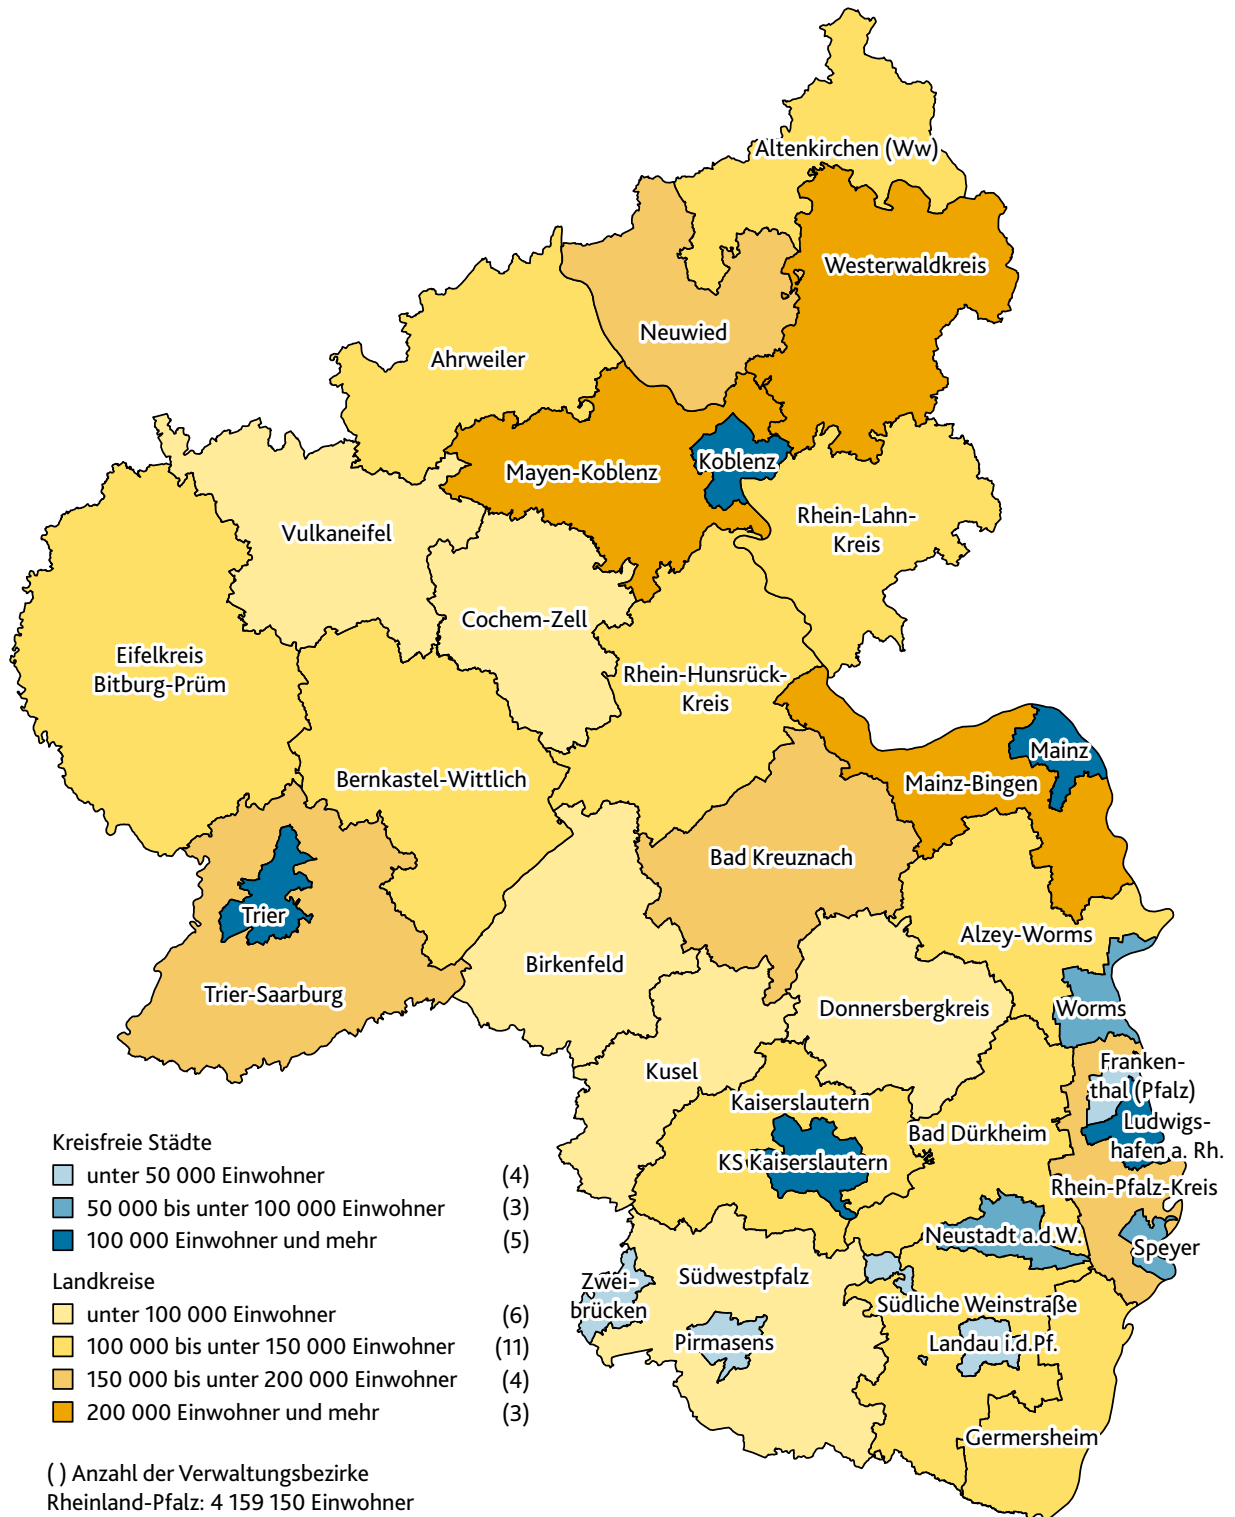 Altenkirchen (Ww)
Westerwaldkreis
Neuwied
Ahrweiler
Mayen-Koblenz
Koblenz
Rhein-Lahn-
Kreis
Vulkaneifel
Cochem-Zell
Eifelkreis
Bitburg-Prüm
Rhein-Hunsrück-
Kreis
Mainz
Bernkastel-Wittlich
Mainz-Bingen
Bad Kreuznach
Trier
Alzey-Worms
Birkenfeld
Trier-Saarburg
Donnersbergkreis
Worms
Kusel
Franken-
thal (Pfalz)
Kaiserslautern
Ludwigs-
hafen a. Rh.
Bad Dürkheim
KS Kaiserslautern
Rhein-Pfalz-Kreis
Neustadt a.d.W.
Speyer
Zwei-
brücken
Südwestpfalz
Südliche Weinstraße
Pirmasens
Landau i.d.Pf.
Germersheim
Kreisfreie Städte
unter 50 000 Einwohner (4)
50 000 bis unter 100 000 Einwohner (3)
100 000 Einwohner und mehr (5)
Landkreise
unter 100 000 Einwohner (6)
100 000 bis unter 150 000 Einwohner (11)
150 000 bis unter 200 000 Einwohner (4)
200 000 Einwohner und mehr (3)
( ) Anzahl der Verwaltungsbezirke
Rheinland-Pfalz: 4 159 150 Einwohner